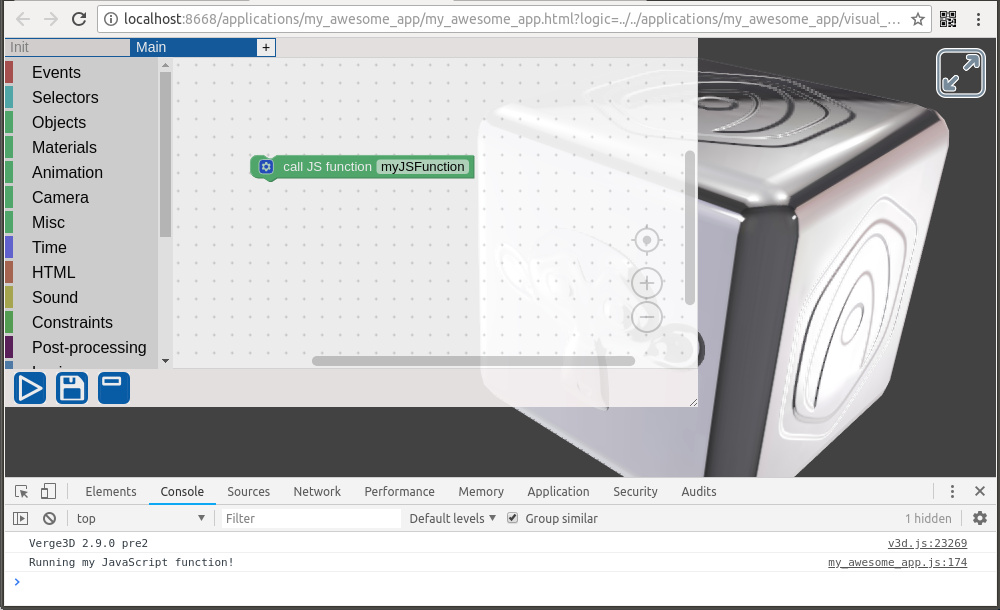 localhost:8668/applications/my_awesome_app/my_awesome_app.html?logic=../../applications/my_awesome_app/visual_...
Init Main +
Events
Selectors
Objects
Materials
Animation
Camera
Misc
Time
HTML
Sound
Constraints
Post-processing
call JS function myJSFunction
Elements Console Sources Network Performance Memory Application Security Audits
top Filter Default levels Group similar 1 hidden
Verge3D 2.9.0 pre2 v3d.js:23269
Running my JavaScript function! my_awesome_app.js:174